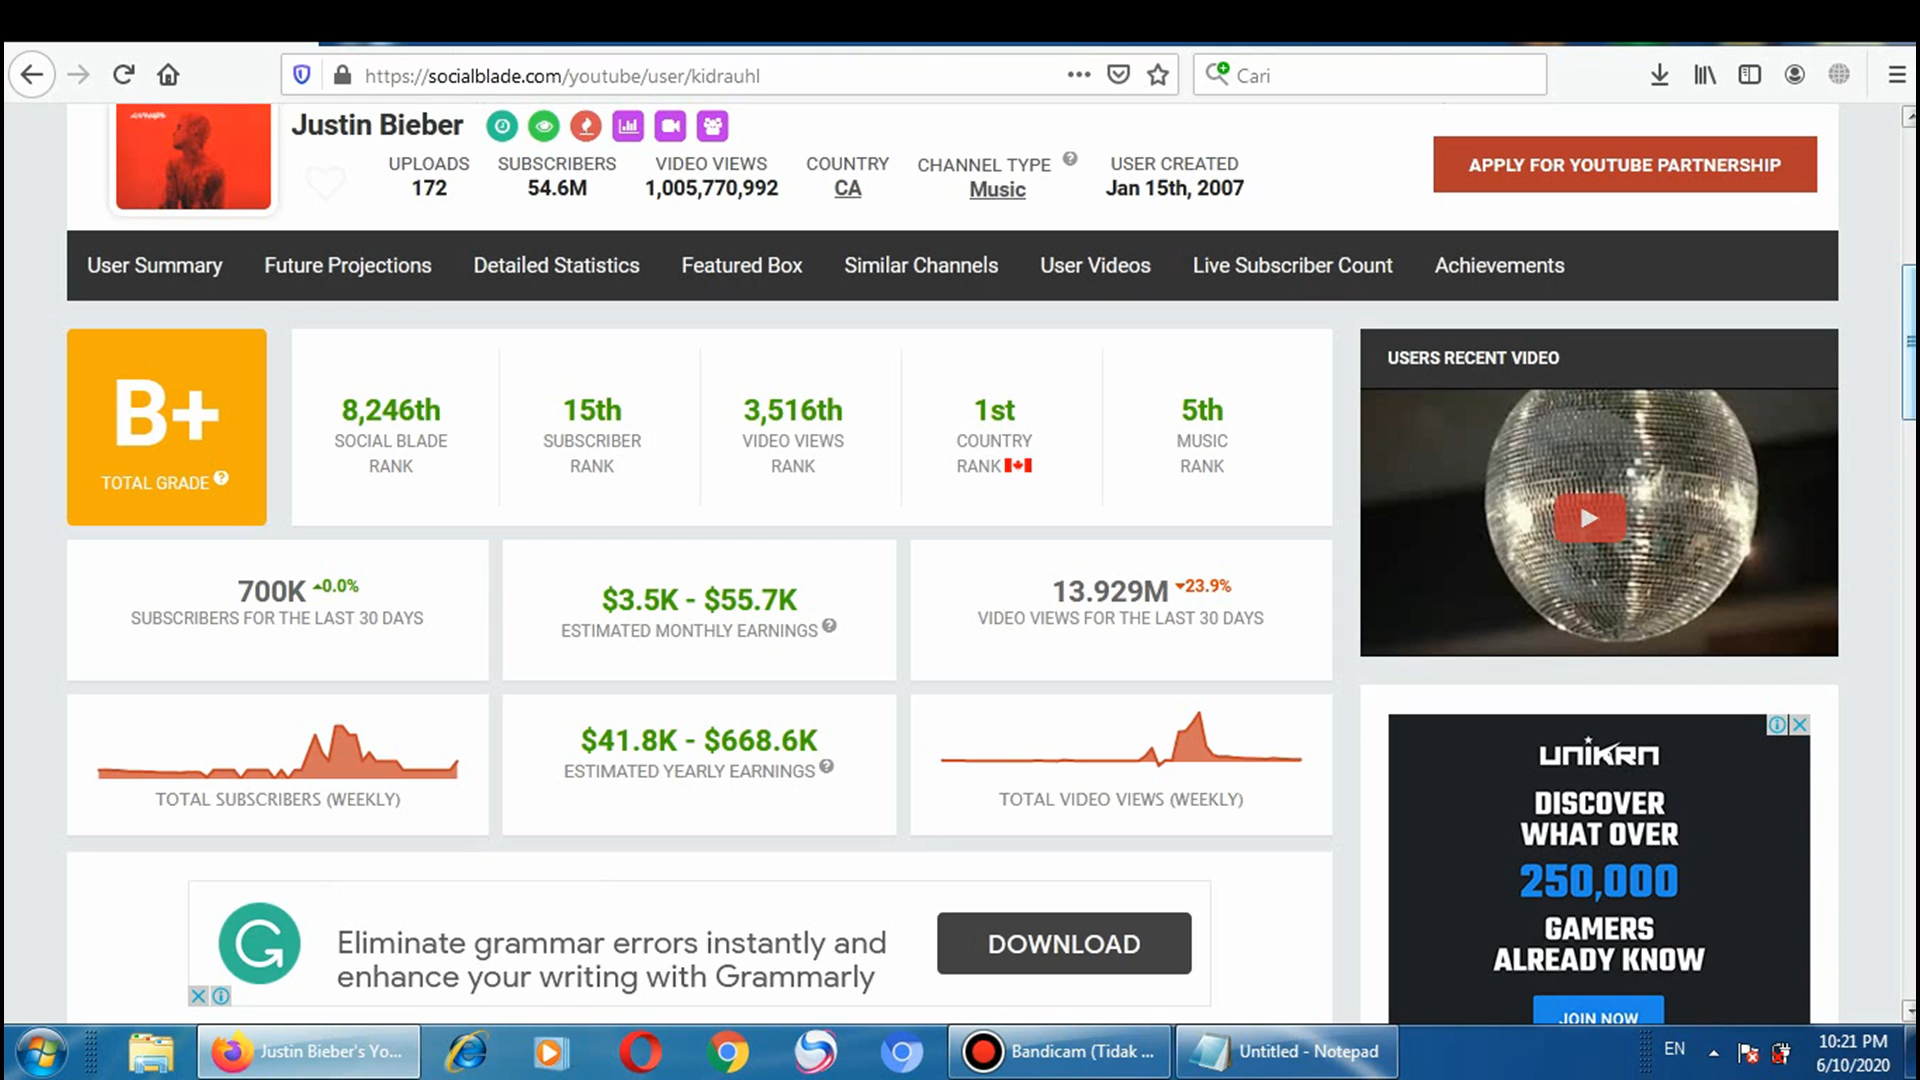 https://socialblade.com/youtube/user/kidrauhl
Cari
Justin Bieber
UPLOADS
172
SUBSCRIBERS
54.6M
VIDEO VIEWS
1,005,770,992
COUNTRY
CA
CHANNEL TYPE
Music
USER CREATED
Jan 15th, 2007
APPLY FOR YOUTUBE PARTNERSHIP
User Summary
Future Projections
Detailed Statistics
Featured Box
Similar Channels
User Videos
Live Subscriber Count
Achievements
B+
TOTAL GRADE
8,246th
SOCIAL BLADE
RANK
15th
SUBSCRIBER
RANK
3,516th
VIDEO VIEWS
RANK
1st
COUNTRY
RANK
5th
MUSIC
RANK
USERS RECENT VIDEO
700K 0.0%
SUBSCRIBERS FOR THE LAST 30 DAYS
$3.5K - $55.7K
ESTIMATED MONTHLY EARNINGS
13.929M 23.9%
VIDEO VIEWS FOR THE LAST 30 DAYS
TOTAL SUBSCRIBERS (WEEKLY)
$41.8K - $668.6K
ESTIMATED YEARLY EARNINGS
TOTAL VIDEO VIEWS (WEEKLY)
UNIKRN
DISCOVER
WHAT OVER
250,000
GAMERS
ALREADY KNOW
JOIN NOW
Eliminate grammar errors instantly and
enhance your writing with Grammarly
DOWNLOAD
Justin Bieber's Yo...
Bandicam (Tidak ...
Untitled - Notepad
EN
10:21 PM
6/10/2020